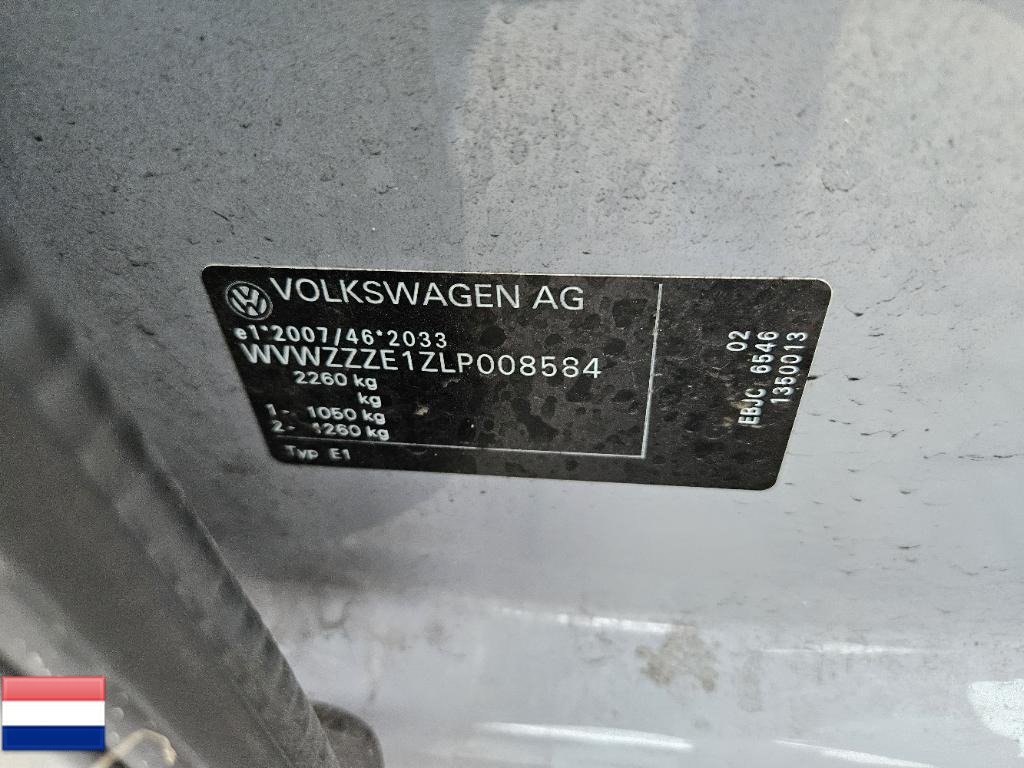 VOLKSWAGEN AG
e1*2007/46*2033
WVWZZZE1ZLP008584
2260 kg
kg
1- 1050 kg
2- 1260 kg
Typ E1
02
EBJC 6546
1350013